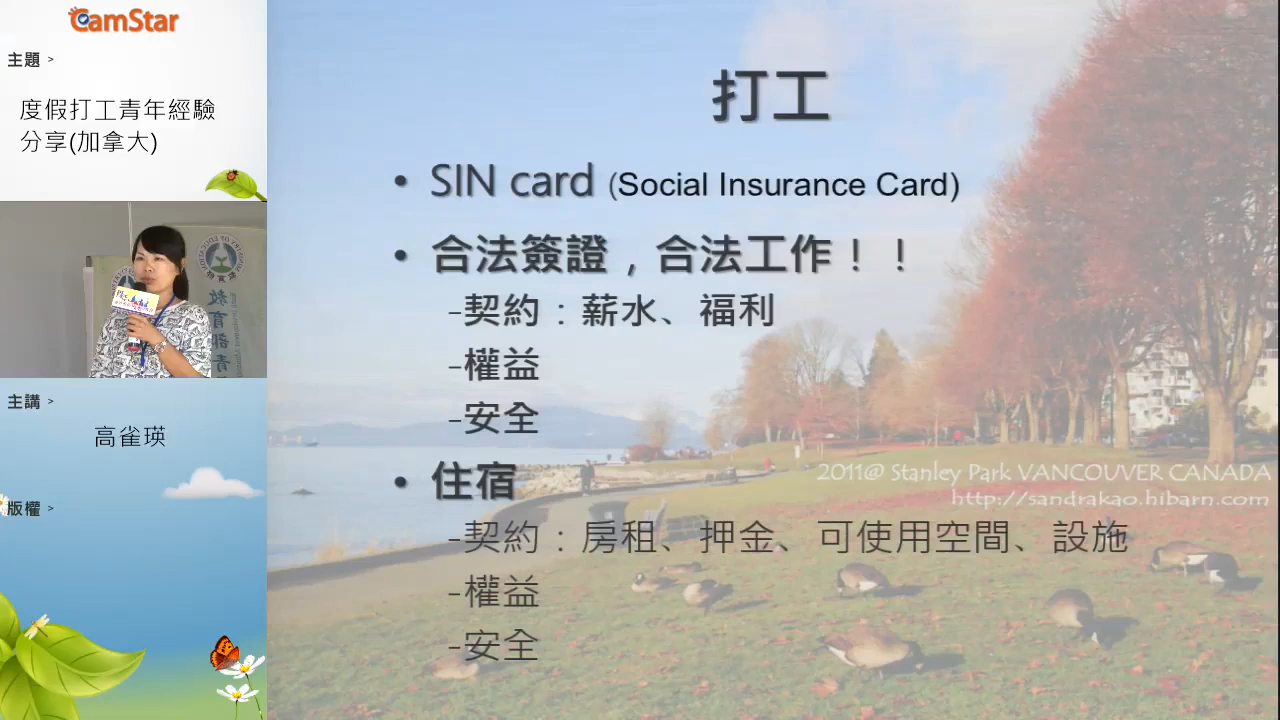 CamStar
主題 >
度假打工青年經驗
分享(加拿大)
主講 >
高雀瑛
版權 >
打工
• SIN card (Social Insurance Card)
• 合法簽證，合法工作！！
-契約：薪水、福利
-權益
-安全
• 住宿
-契約：房租、押金、可使用空間、設施
-權益
-安全
2011@ Stanley Park VANCOUVER CANADA
http://sandrakao.hibarn.com